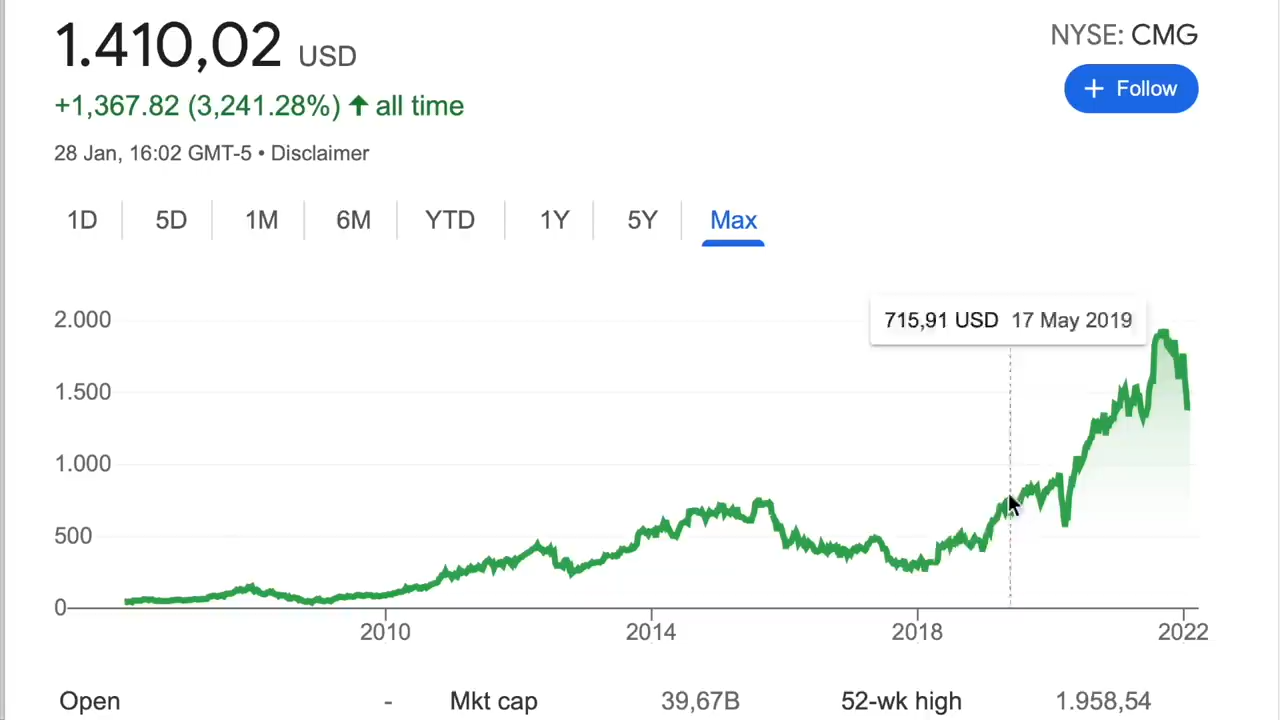 1.410,02 USD
NYSE: CMG
+1,367.82 (3,241.28%) ↑ all time
+ Follow
28 Jan, 16:02 GMT-5 • Disclaimer
1D 5D 1M 6M YTD 1Y 5Y Max
715,91 USD 17 May 2019
2.000
1.500
1.000
500
0
2010 2014 2018 2022
Open - Mkt cap 39,67B 52-wk high 1.958,54